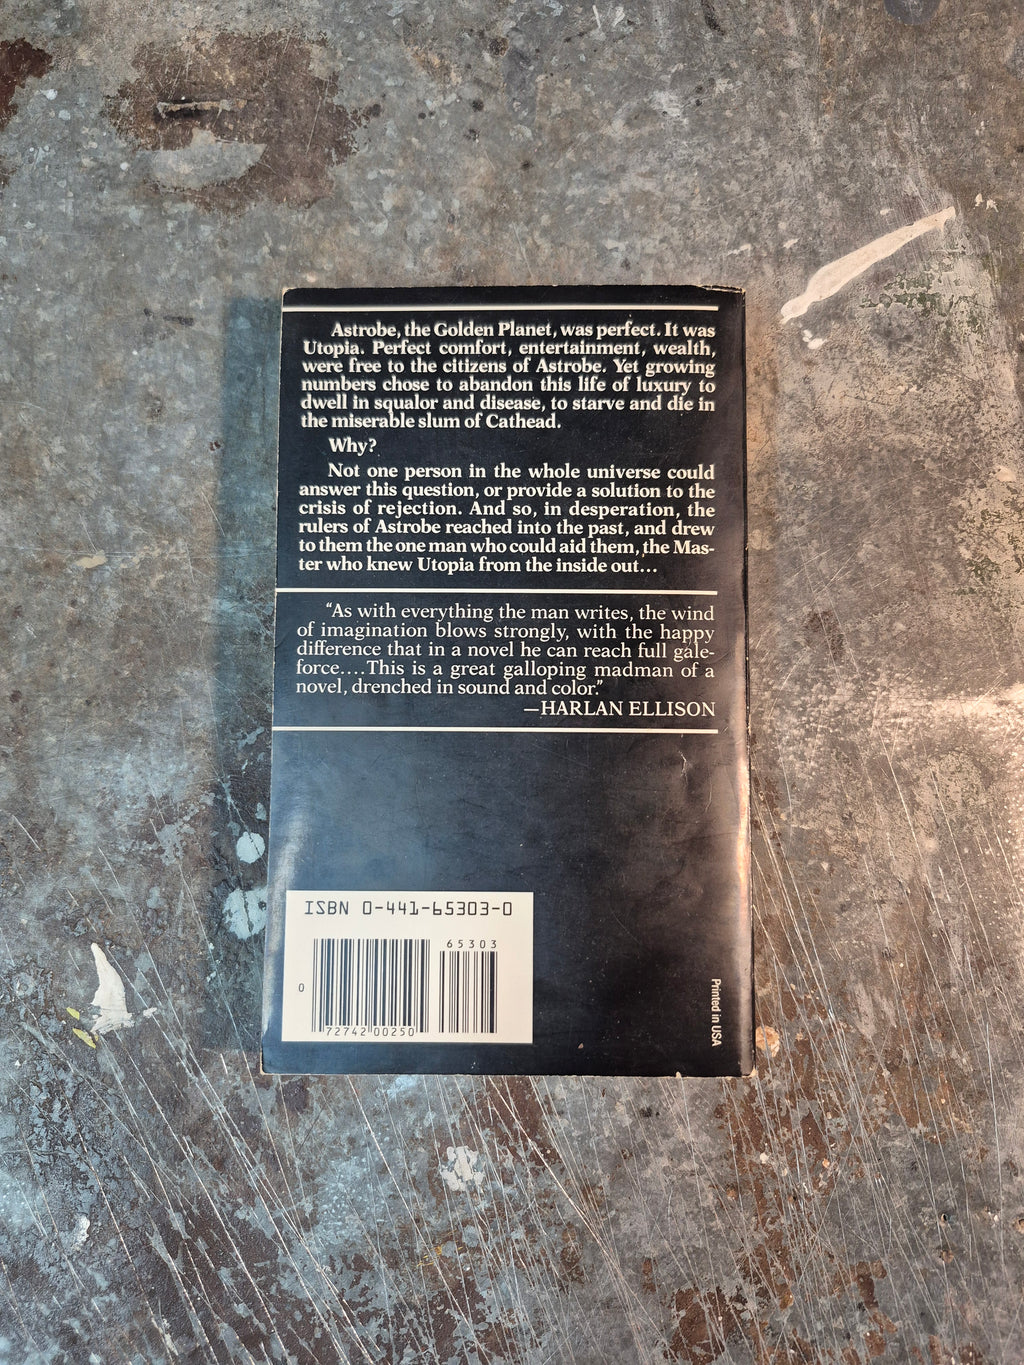 Astrobe, the Golden Planet, was perfect. It was
Utopia. Perfect comfort, entertainment, wealth,
were free to the citizens of Astrobe. Yet growing
numbers chose to abandon this life of luxury to
dwell in squalor and disease, to starve and die in
the miserable slum of Cathead.
Why?
Not one person in the whole universe could
answer this question, or provide a solution to the
crisis of rejection. And so, in desperation, the
rulers of Astrobe reached into the past, and drew
to them the one man who could aid them, the Mas-
ter who knew Utopia from the inside out...
"As with everything the man writes, the wind
of imagination blows strongly, with the happy
difference that in a novel he can reach full gale-
force....This is a great galloping madman of a
novel, drenched in sound and color."
—HARLAN ELLISON
ISBN 0-441-65303-0
65303
0
72742 00250
Printed in USA